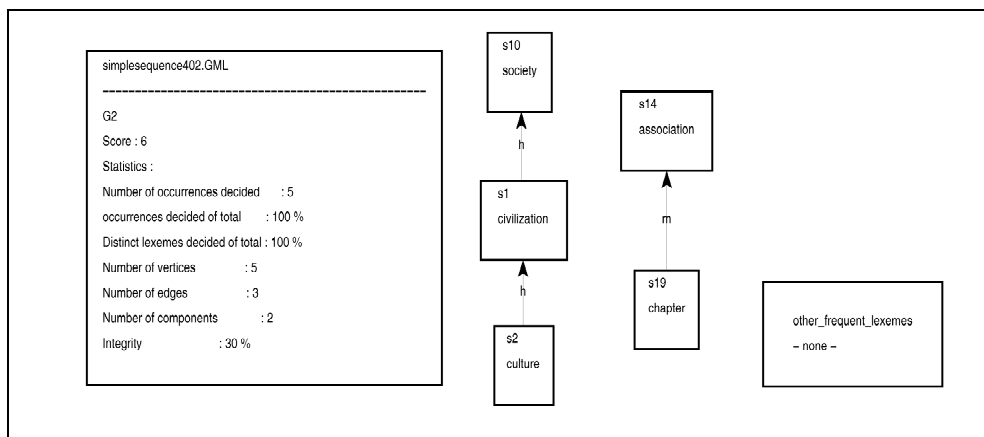 simplesequence402.GML
--------------------------------------------------
G2
Score : 6
Statistics :
Number of occurrences decided : 5
occurrences decided of total : 100 %
Distinct lexemes decided of total : 100 %
Number of vertices : 5
Number of edges : 3
Number of components : 2
Integrity : 30 %
s10
society
h
s1
civilization
h
s2
culture
s14
association
m
s19
chapter
other_frequent_lexemes
– none –